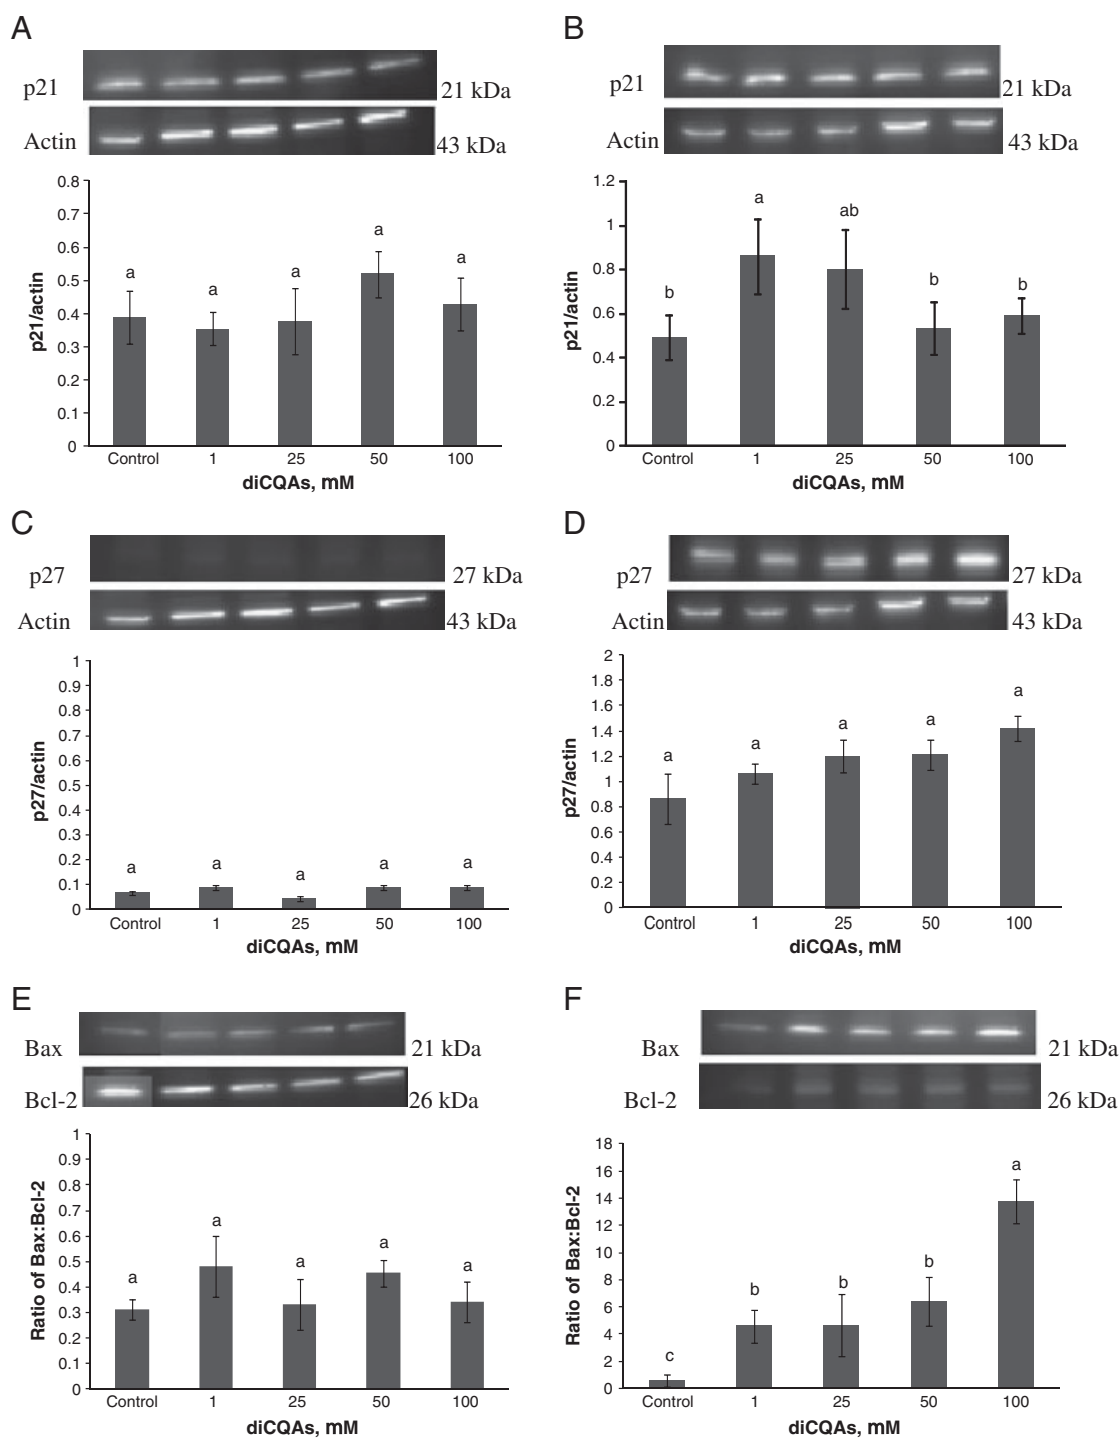 A
p21
21 kDa
Actin
43 kDa
0.8
0.7
0.6
0.5
0.4
0.3
0.2
0.1
0
p21/actin
a
a
a
a
a
Control 1 25 50 100
diCQAs, mM
B
p21
21 kDa
Actin
43 kDa
1.2
1
0.8
0.6
0.4
0.2
0
p21/actin
b
a
ab
b
b
Control 1 25 50 100
diCQAs, mM
C
p27
27 kDa
Actin
43 kDa
1
0.9
0.8
0.7
0.6
0.5
0.4
0.3
0.2
0.1
0
p27/actin
a
a
a
a
a
Control 1 25 50 100
diCQAs, mM
D
p27
27 kDa
Actin
43 kDa
2
1.8
1.6
1.4
1.2
1
0.8
0.6
0.4
0.2
0
p27/actin
a
a
a
a
a
Control 1 25 50 100
diCQAs, mM
E
Bax
21 kDa
Bcl-2
26 kDa
1
0.9
0.8
0.7
0.6
0.5
0.4
0.3
0.2
0.1
0
Ratio of Bax:Bcl-2
a
a
a
a
a
Control 1 25 50 100
diCQAs, mM
F
Bax
21 kDa
Bcl-2
26 kDa
18
16
14
12
10
8
6
4
2
0
Ratio of Bax:Bcl-2
c
b
b
b
a
Control 1 25 50 100
diCQAs, mM